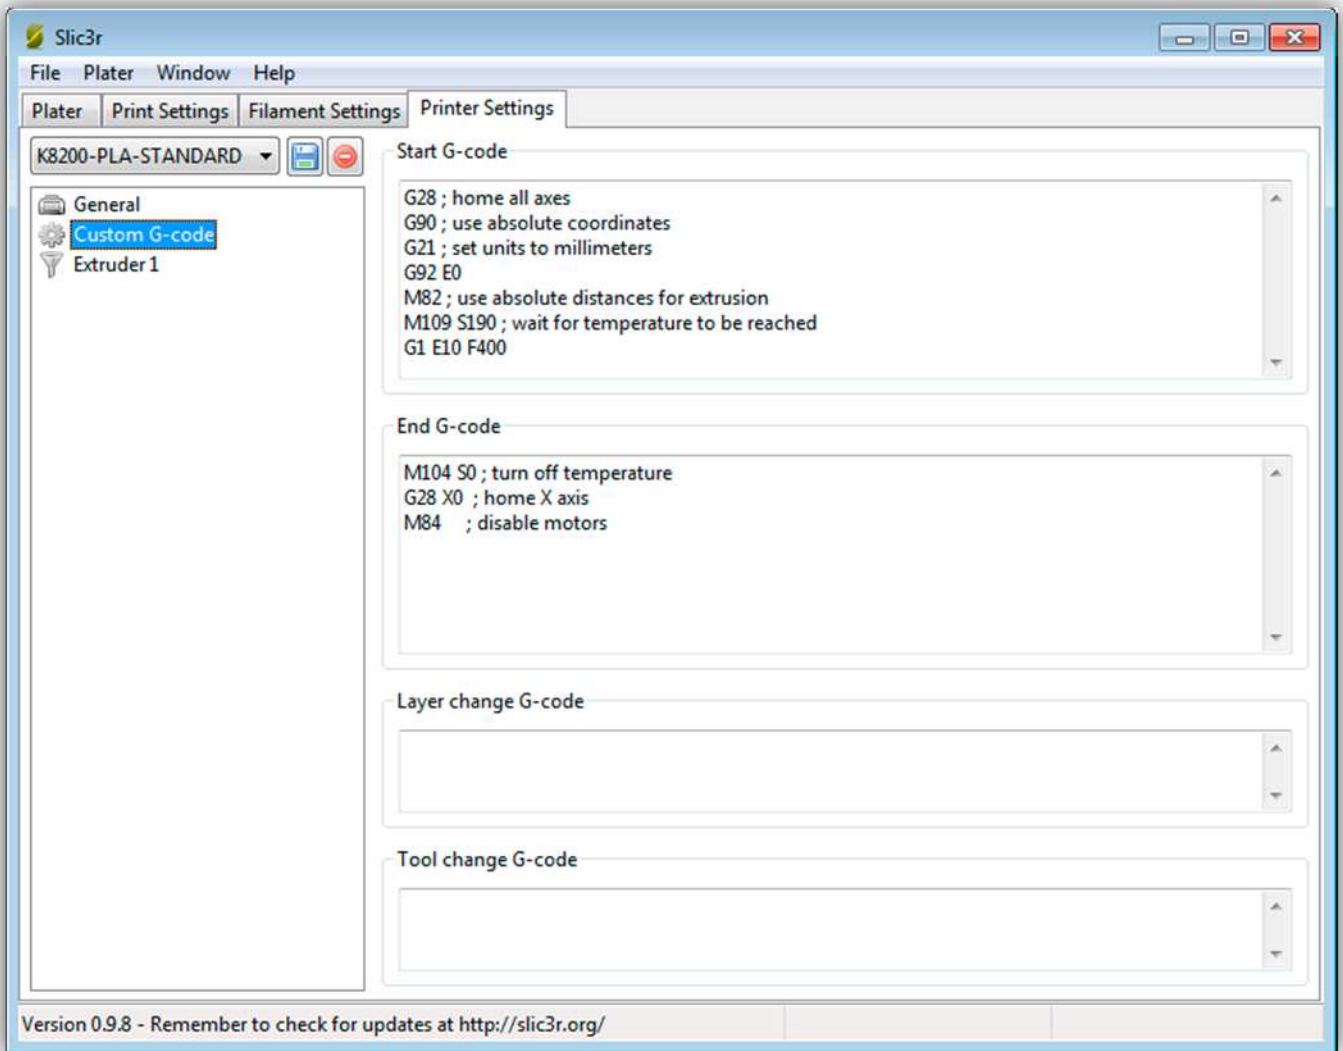 Slic3r
File Plater Window Help
Plater Print Settings Filament Settings Printer Settings
K8200-PLA-STANDARD
General
Custom G-code
Extruder 1
Start G-code
G28 ; home all axes
G90 ; use absolute coordinates
G21 ; set units to millimeters
G92 E0
M82 ; use absolute distances for extrusion
M109 S190 ; wait for temperature to be reached
G1 E10 F400
End G-code
M104 S0 ; turn off temperature
G28 X0  ; home X axis
M84     ; disable motors
Layer change G-code
Tool change G-code
Version 0.9.8 - Remember to check for updates at http://slic3r.org/